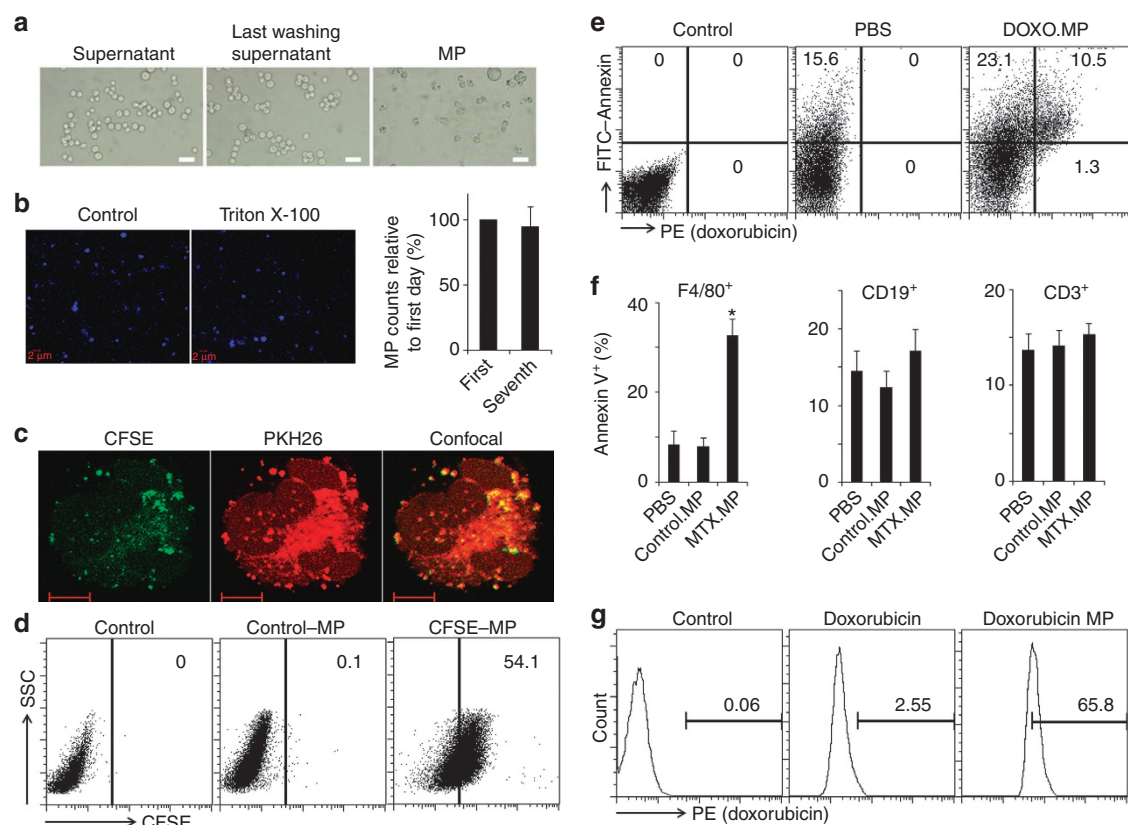 a
Supernatant
Last washing
supernatant
MP
b
Control
Triton X-100
2 μm
2 μm
MP counts relative
to first day (%)
100
50
0
First
Seventh
c
CFSE
PKH26
Confocal
d
Control
Control–MP
CFSE–MP
0
0.1
54.1
SSC
CFSE
e
Control
PBS
DOXO.MP
0
0
15.6
0
23.1
10.5
0
0
1.3
FITC–Annexin
PE (doxorubicin)
f
F4/80+
CD19+
CD3+
Annexin V+ (%)
40
20
0
*
PBS
Control.MP
MTX.MP
30
15
0
PBS
Control.MP
MTX.MP
20
10
0
PBS
Control.MP
MTX.MP
g
Control
Doxorubicin
Doxorubicin MP
0.06
2.55
65.8
Count
PE (doxorubicin)